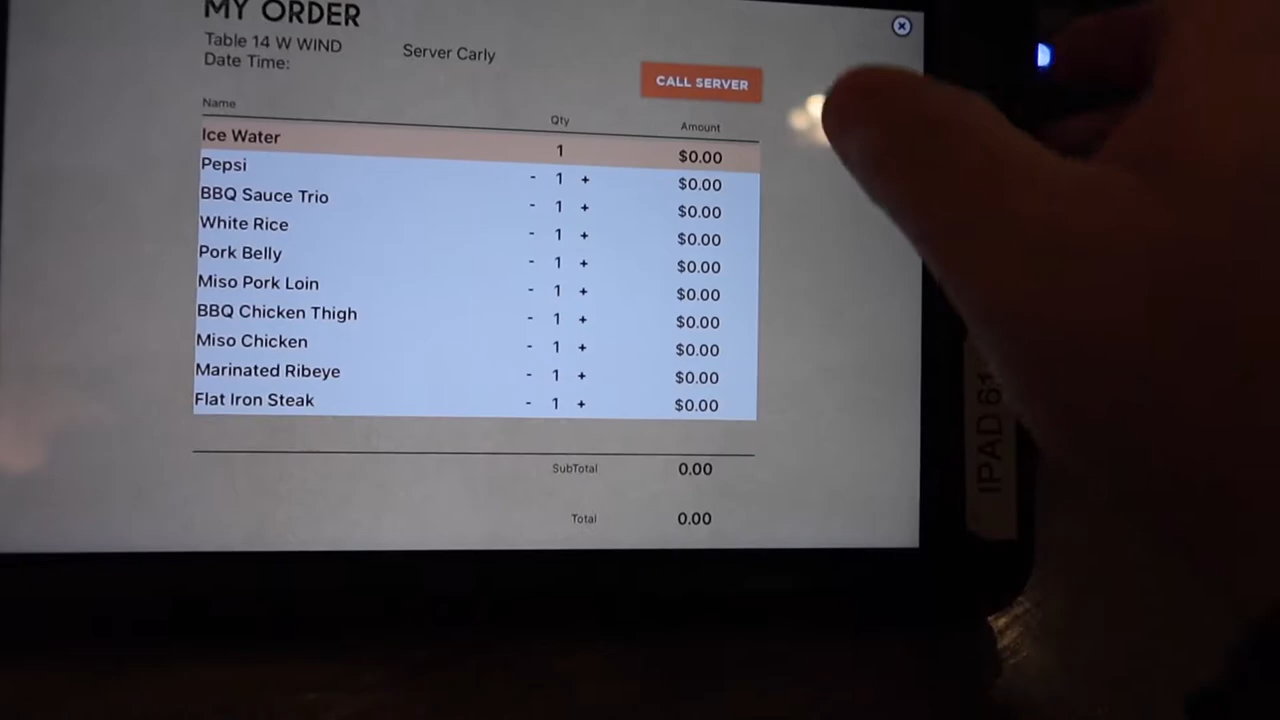 MY ORDER
Table 14 W WIND Server Carly
Date Time:
CALL SERVER
Name Qty Amount
Ice Water 1 $0.00
Pepsi - 1 + $0.00
BBQ Sauce Trio - 1 + $0.00
White Rice - 1 + $0.00
Pork Belly - 1 + $0.00
Miso Pork Loin - 1 + $0.00
BBQ Chicken Thigh - 1 + $0.00
Miso Chicken - 1 + $0.00
Marinated Ribeye - 1 + $0.00
Flat Iron Steak - 1 + $0.00
SubTotal 0.00
Total 0.00
IPAD 61